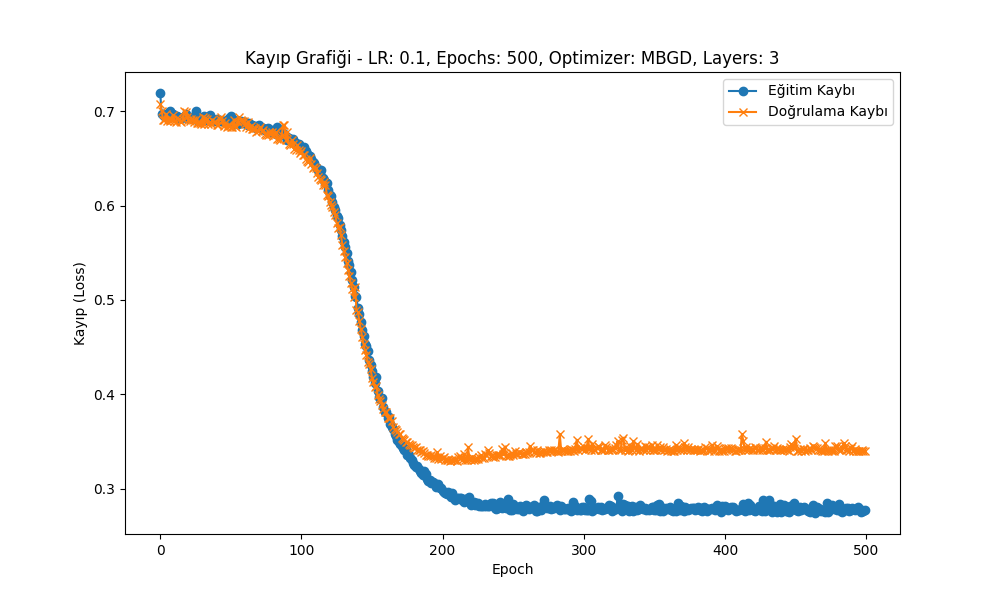 Kayıp Grafiği - LR: 0.1, Epochs: 500, Optimizer: MBGD, Layers: 3
Eğitim Kaybı
Doğrulama Kaybı
Kayıp (Loss)
0.7
0.6
0.5
0.4
0.3
0 100 200 300 400 500
Epoch